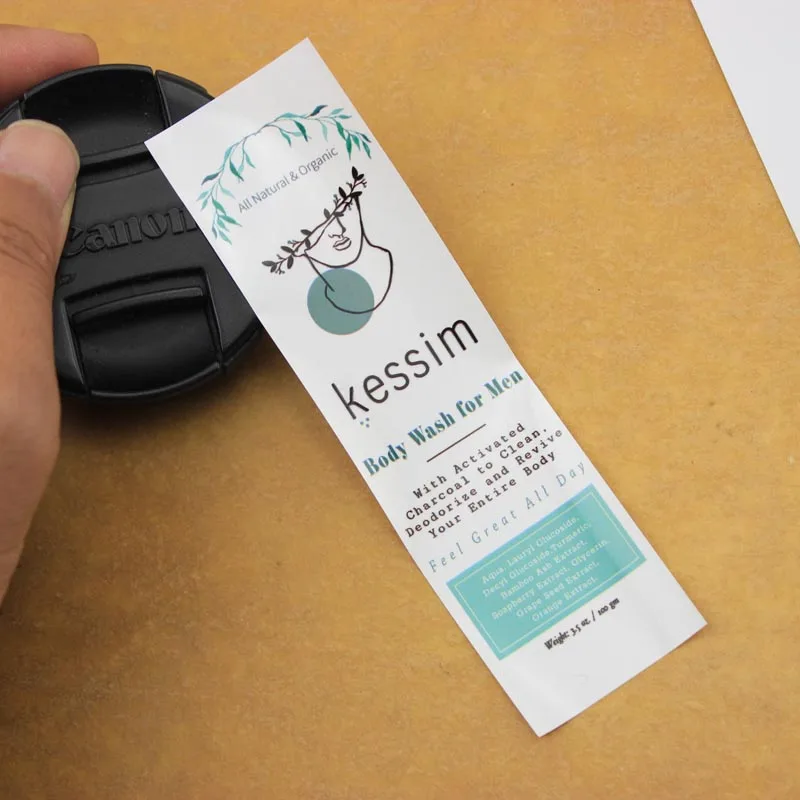 Canon
All Natural & Organic
kessim
Body Wash for Men
With Activated
Charcoal to Clean,
Deodorize and Revive
Your Entire Body
Feel Great All Day
Aqua, Lauryl Glucoside,
Decyl Glucoside,Turmeric,
Bamboo Ash Extract,
Soapberry Extract, Glycerin,
Grape Seed Extract,
Orange Extract.
Weight: 3.5 oz / 100 gm